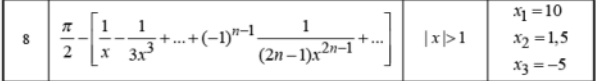 8 | π/2 − [1/x − 1/(3x³) + ... + (−1)ⁿ⁻¹ 1/((2n−1)x²ⁿ⁻¹) + ...] | |x|>1 | x₁ = 10
x₂ = 1,5
x₃ = −5